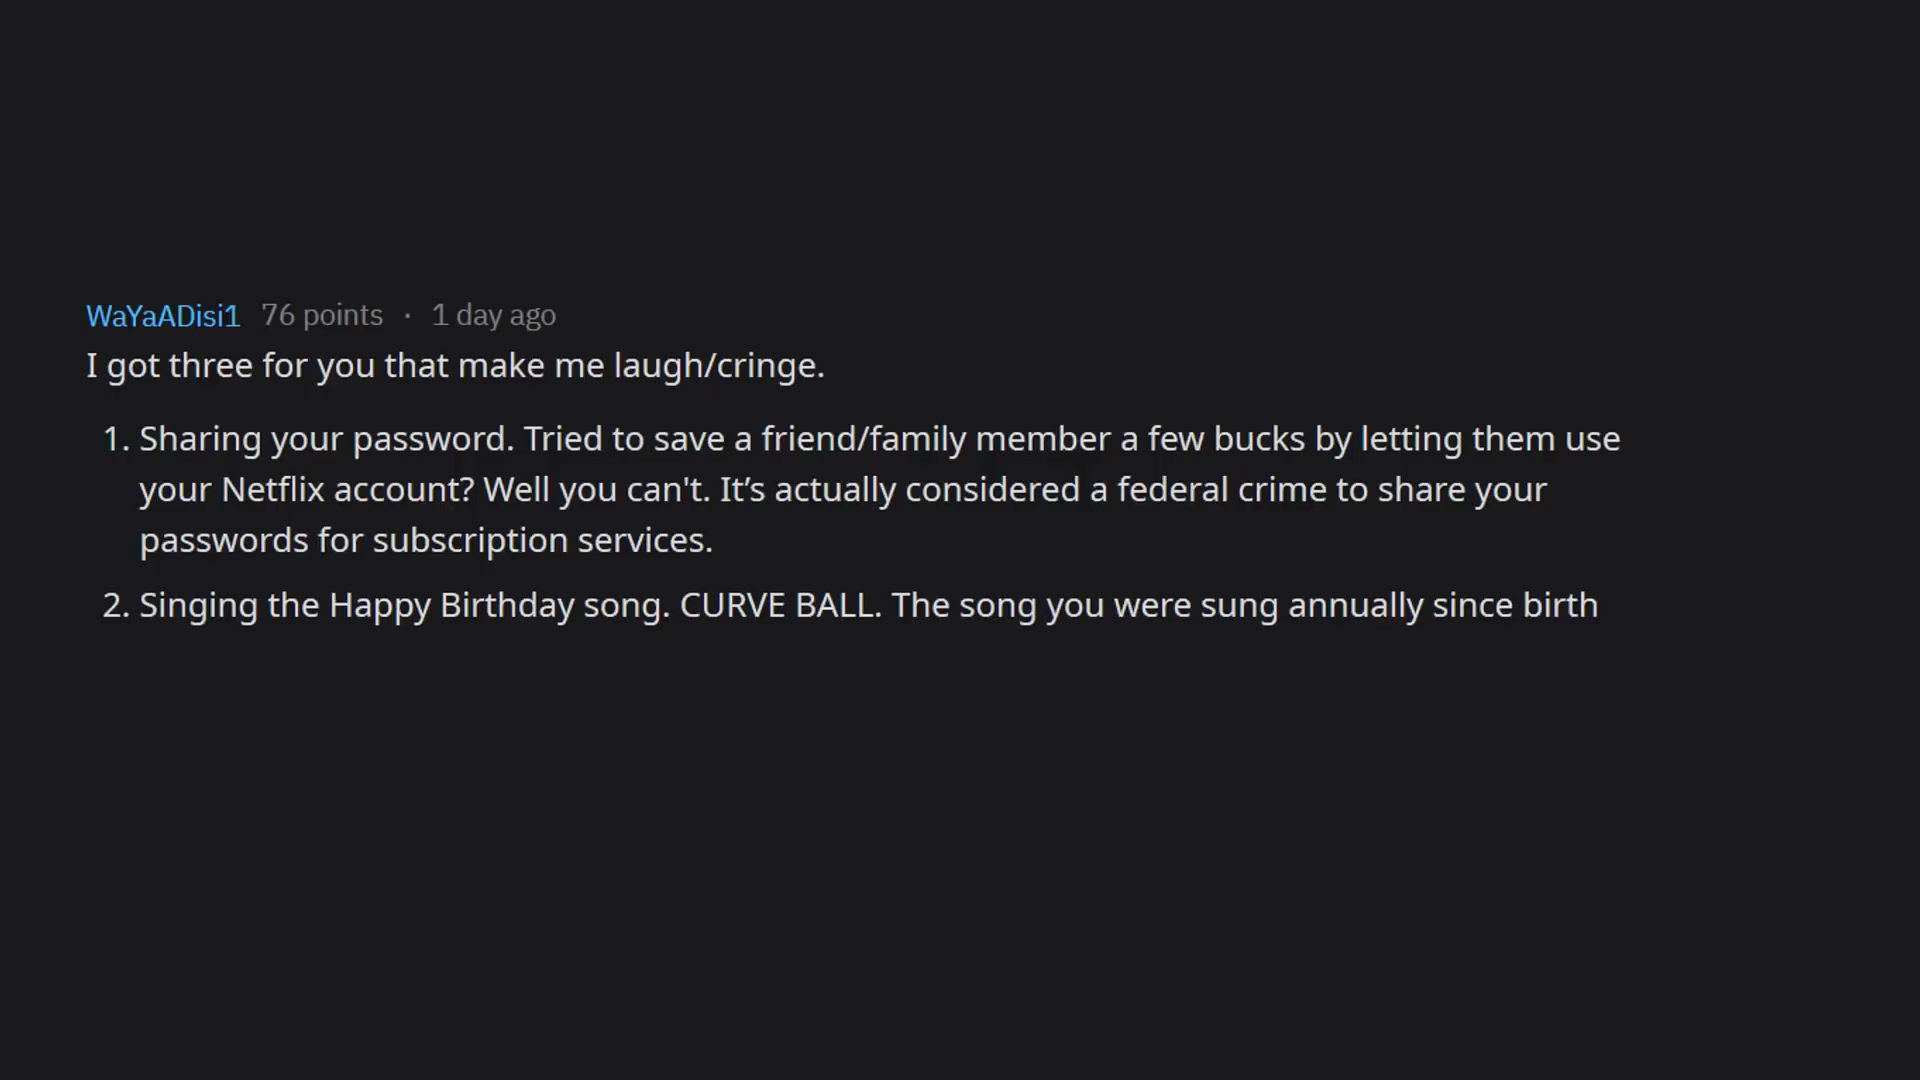 WaYaADisi1 76 points · 1 day ago
I got three for you that make me laugh/cringe.
1. Sharing your password. Tried to save a friend/family member a few bucks by letting them use
your Netflix account? Well you can't. It’s actually considered a federal crime to share your
passwords for subscription services.
2. Singing the Happy Birthday song. CURVE BALL. The song you were sung annually since birth